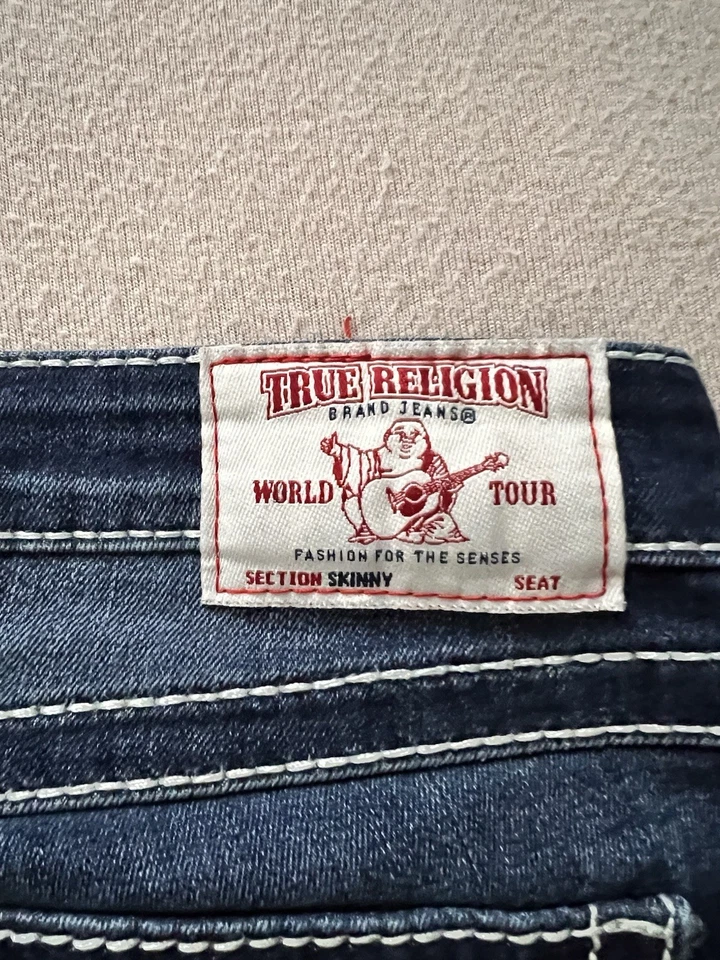 TRUE RELIGION
BRAND JEANS®
WORLD TOUR
FASHION FOR THE SENSES
SECTION SKINNY SEAT